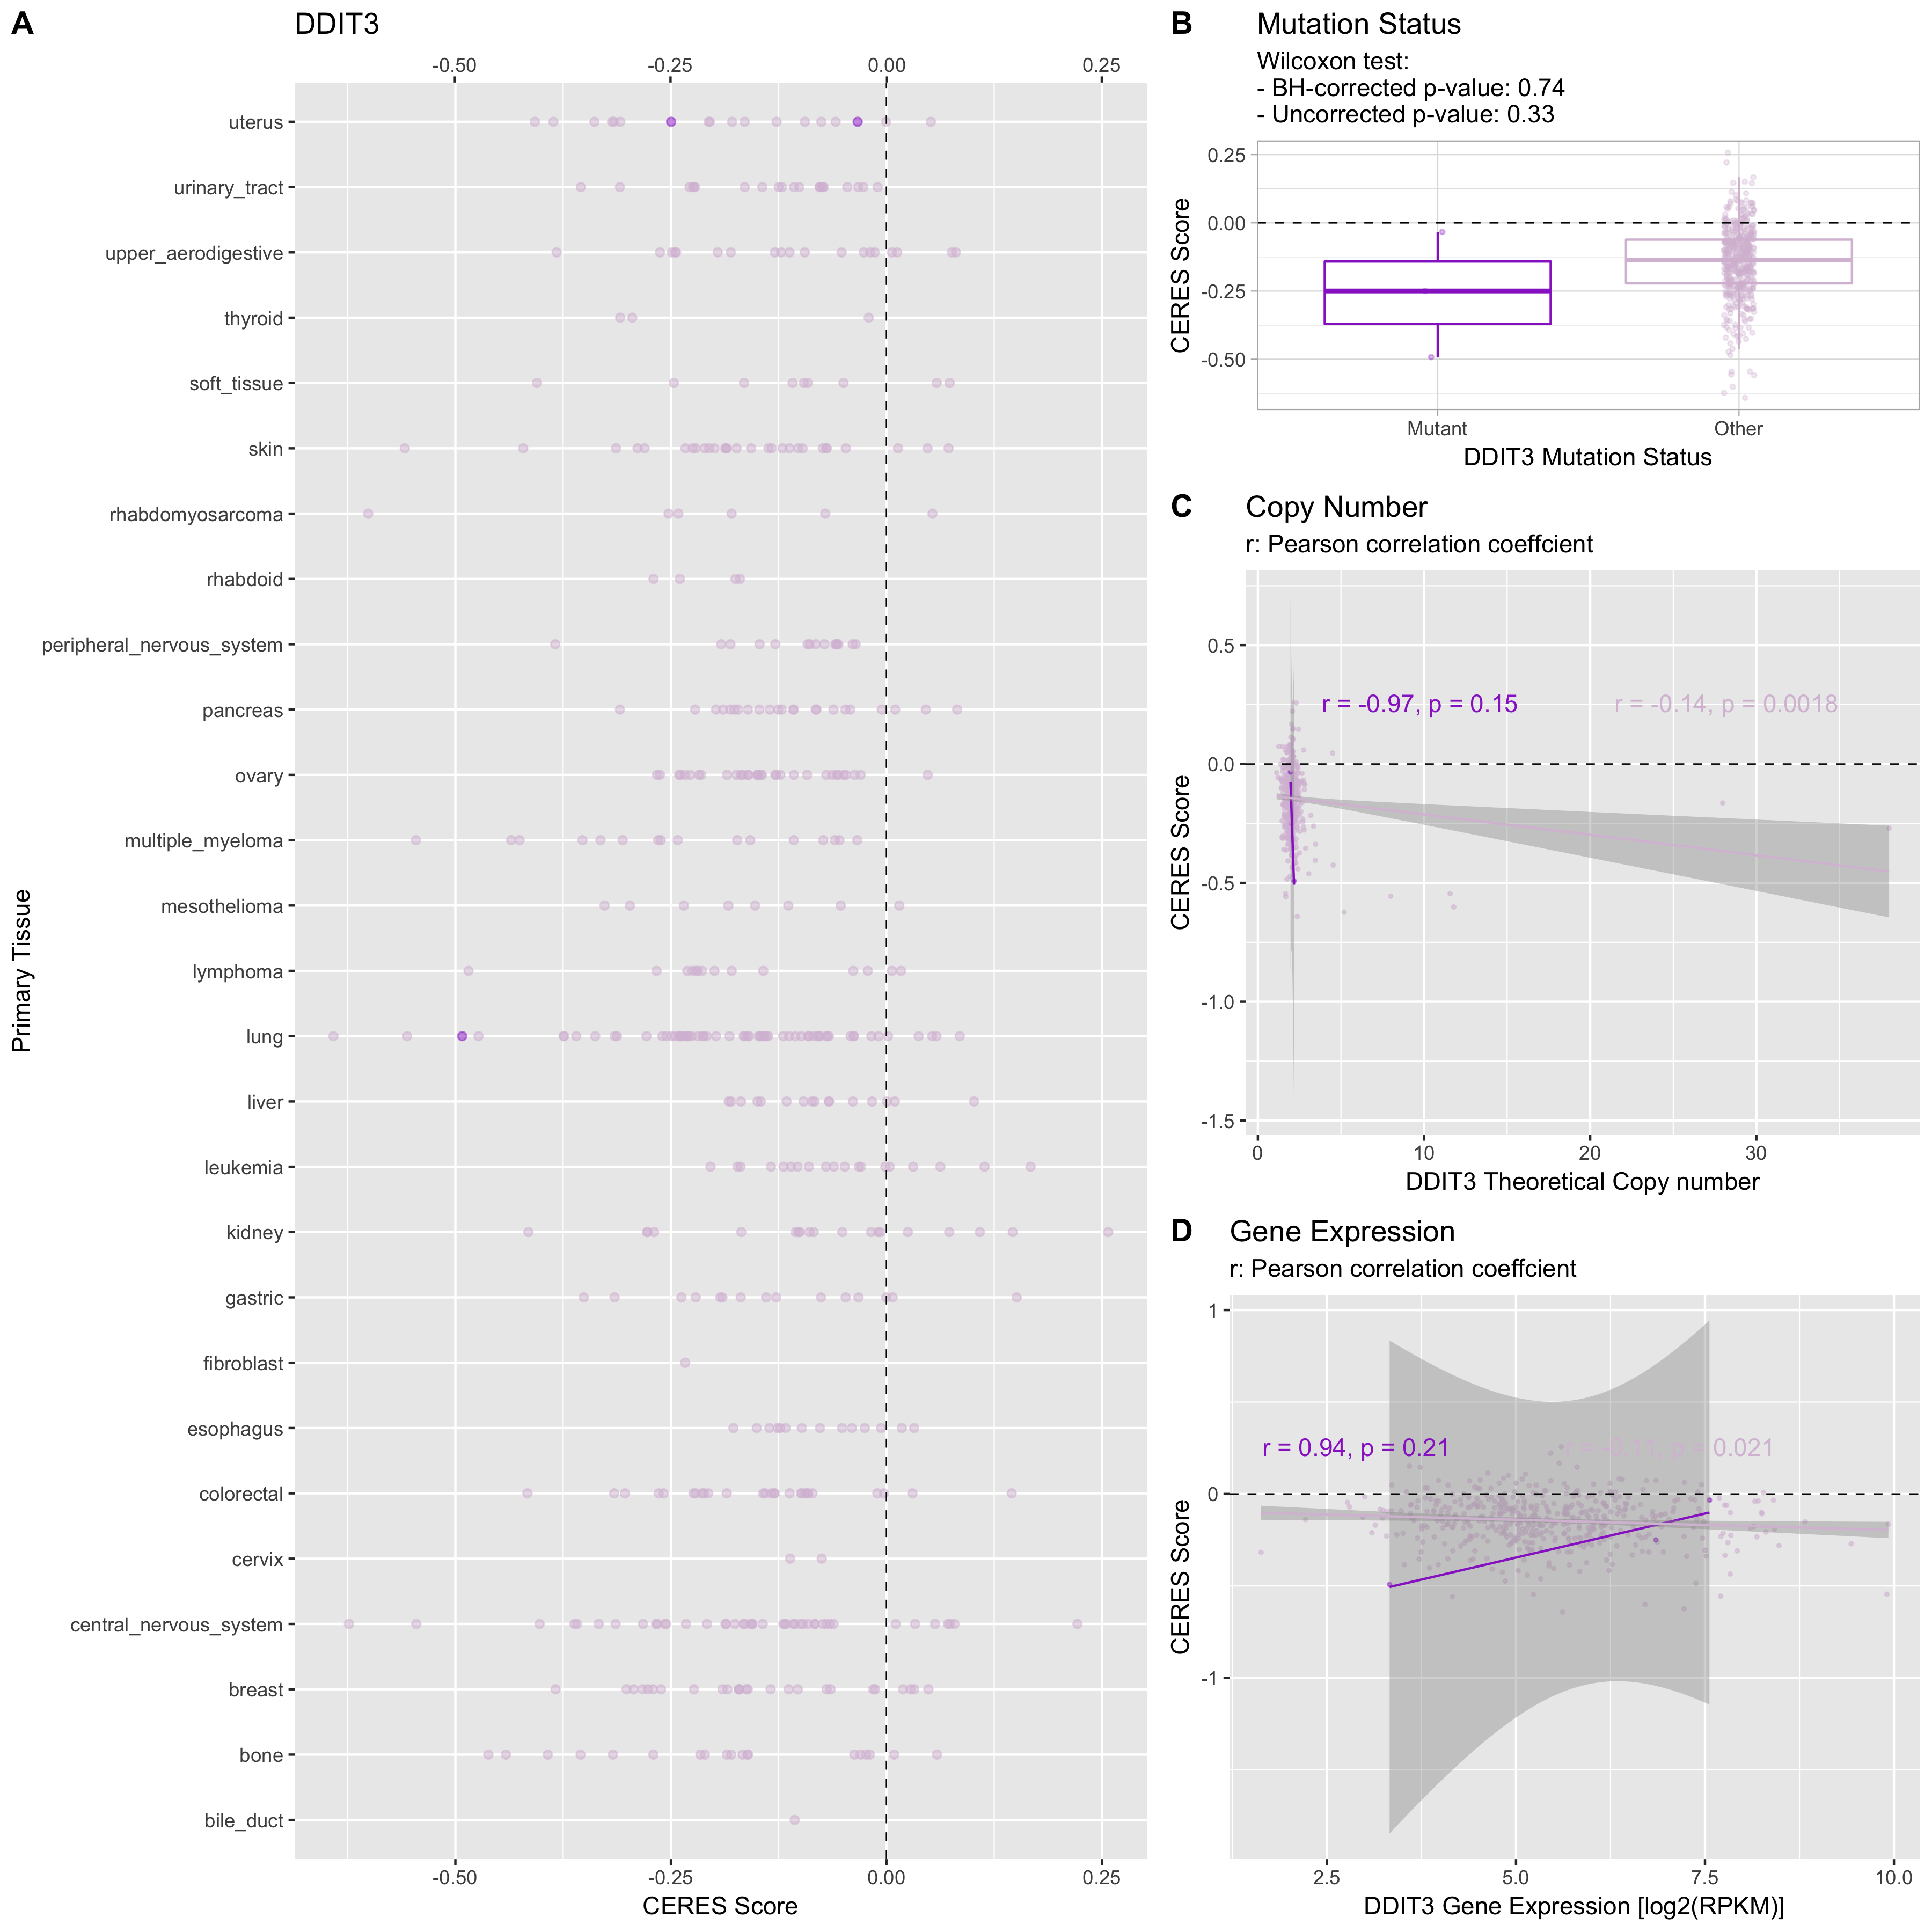 A
DDIT3
-0.50
-0.25
0.00
0.25
uterus
urinary_tract
upper_aerodigestive
thyroid
soft_tissue
skin
rhabdomyosarcoma
rhabdoid
peripheral_nervous_system
pancreas
ovary
multiple_myeloma
mesothelioma
lymphoma
lung
liver
leukemia
kidney
gastric
fibroblast
esophagus
colorectal
cervix
central_nervous_system
breast
bone
bile_duct
Primary Tissue
-0.50
-0.25
0.00
0.25
CERES Score
B
Mutation Status
Wilcoxon test:
- BH-corrected p-value: 0.74
- Uncorrected p-value: 0.33
0.25
0.00
-0.25
-0.50
CERES Score
Mutant
Other
DDIT3 Mutation Status
C
Copy Number
r: Pearson correlation coeffcient
0.5
0.0
-0.5
-1.0
-1.5
CERES Score
r = -0.97, p = 0.15
r = -0.14, p = 0.0018
0
10
20
30
DDIT3 Theoretical Copy number
D
Gene Expression
r: Pearson correlation coeffcient
1
0
-1
CERES Score
r = 0.94, p = 0.21
r = -0.11, p = 0.021
2.5
5.0
7.5
10.0
DDIT3 Gene Expression [log2(RPKM)]